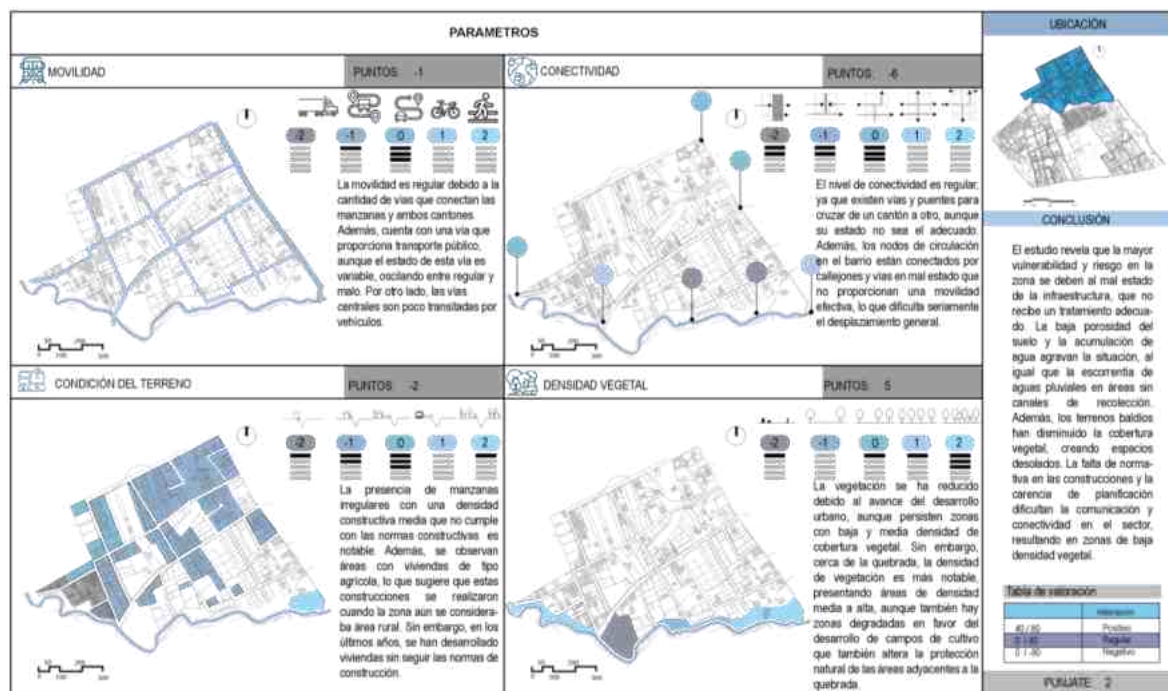 PARAMETROS
MOVILIDAD
PUNTOS: -1
-2 -1 0 1 2
La movilidad es regular debido a la
cantidad de vías que conectan las
manzanas y ambos cantones.
Además, cuenta con una vía que
proporciona transporte público,
aunque el estado de esta vía es
variable, oscilando entre regular y
malo. Por otro lado, las vías
centrales son poco transitadas por
vehículos.
CONECTIVIDAD
PUNTOS: -6
-2 -1 0 1 2
El nivel de conectividad es regular,
ya que existen vías y puentes para
cruzar de un cantón a otro, aunque
su estado no sea el adecuado.
Además, los nodos de circulación
en el barrio están conectados por
callejones y vías en mal estado que
no proporcionan una movilidad
efectiva, lo que dificulta seriamente
el desplazamiento general.
CONDICIÓN DEL TERRENO
PUNTOS: -2
-2 -1 0 1 2
La presencia de manzanas
irregulares con una densidad
constructiva media que no cumple
con las normas constructivas es
notable. Además, se observan
áreas con viviendas de tipo
agrícola, lo que sugiere que estas
construcciones se realizaron
cuando la zona aún se considera-
ba área rural. Sin embargo, en los
últimos años, se han desarrollado
viviendas sin seguir las normas de
construcción.
DENSIDAD VEGETAL
PUNTOS: 5
-2 -1 0 1 2
La vegetación se ha reducido
debido al avance del desarrollo
urbano, aunque persisten zonas
con baja y media densidad de
cobertura vegetal. Sin embargo,
cerca de la quebrada, la densidad
de vegetación es más notable,
presentando áreas de densidad
media a alta, aunque también hay
zonas degradadas en favor del
desarrollo de campos de cultivo
que también altera la protección
natural de las áreas adyacentes a la
quebrada.
UBICACIÓN
1
CONCLUSIÓN
El estudio revela que la mayor
vulnerabilidad y riesgo en la
zona se deben al mal estado
de la infraestructura, que no
recibe un tratamiento adecua-
do. La baja porosidad del
suelo y la acumulación de
agua agravan la situación, al
igual que la escorrentía de
aguas pluviales en áreas sin
canales de recolección.
Además, los terrenos baldíos
han disminuido la cobertura
vegetal, creando espacios
desolados. La falta de norma-
tiva en las construcciones y la
carencia de planificación
dificultan la comunicación y
conectividad en el sector,
resultando en zonas de baja
densidad vegetal.
Tabla de valoración
Valoración
Positivo
Regular
Negativo
PUNJATE: 2